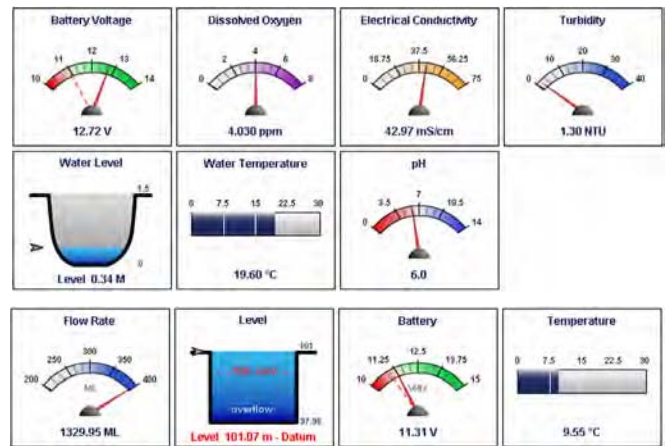 Battery Voltage
10 11 12 13 14
12.72 V
Dissolved Oxygen
0 2 4 6 8
4.030 ppm
Electrical Conductivity
0 18.75 37.5 56.25 75
42.97 mS/cm
Turbidity
0 10 20 30 40
1.30 NTU
Water Level
1.5
A
0
Level 0.34 M
Water Temperature
0 7.5 15 22.5 30
19.60 °C
pH
0 3.5 7 10.5 14
6.0
Flow Rate
200 250 300 350 400
ML
1329.95 ML
Level
overflow
Level 101.07 m - Datum
Battery
10 11.25 12.5 13.75 15
11.31 V
Temperature
0 7.5 15 22.5 30
9.55 °C